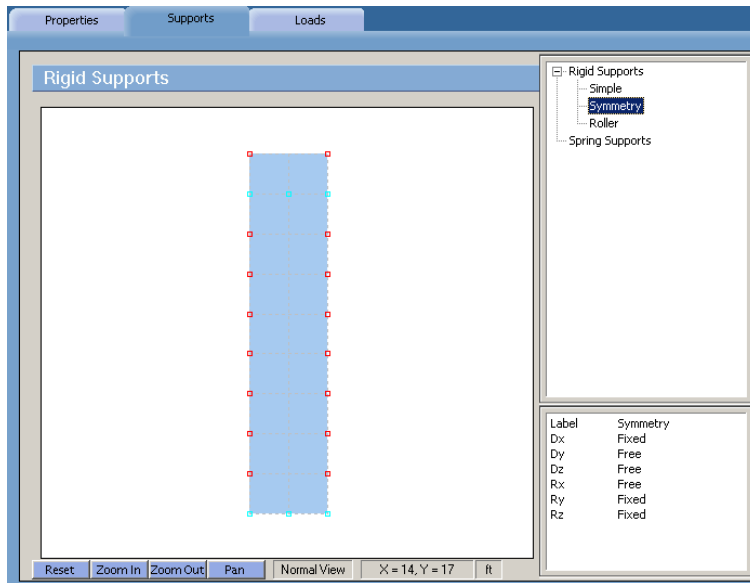 Properties Supports Loads
Rigid Supports
Rigid Supports
Simple
Symmetry
Roller
Spring Supports
Label Symmetry
Dx Fixed
Dy Free
Dz Free
Rx Free
Ry Fixed
Rz Fixed
Reset Zoom In Zoom Out Pan Normal View X = 14, Y = 17 ft